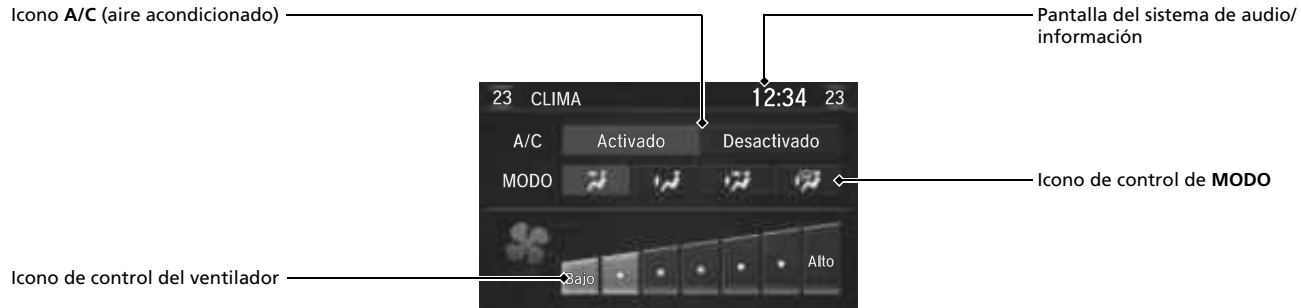 Icono A/C (aire acondicionado)
Pantalla del sistema de audio/
información
23 CLIMA 12:34 23
A/C Activado Desactivado
MODO
Icono de control de MODO
Icono de control del ventilador
Bajo
Alto